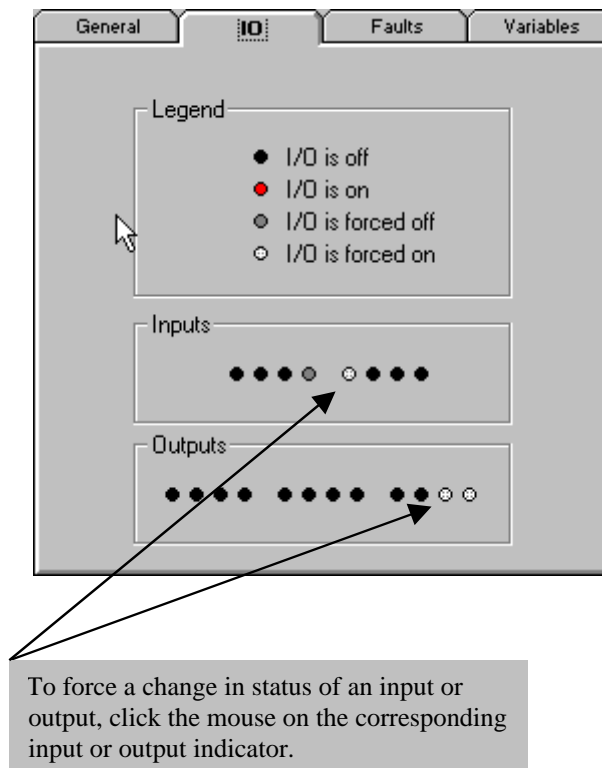 General IO Faults Variables
Legend
I/O is off
I/O is on
I/O is forced off
I/O is forced on
Inputs
Outputs
To force a change in status of an input or
output, click the mouse on the corresponding
input or output indicator.